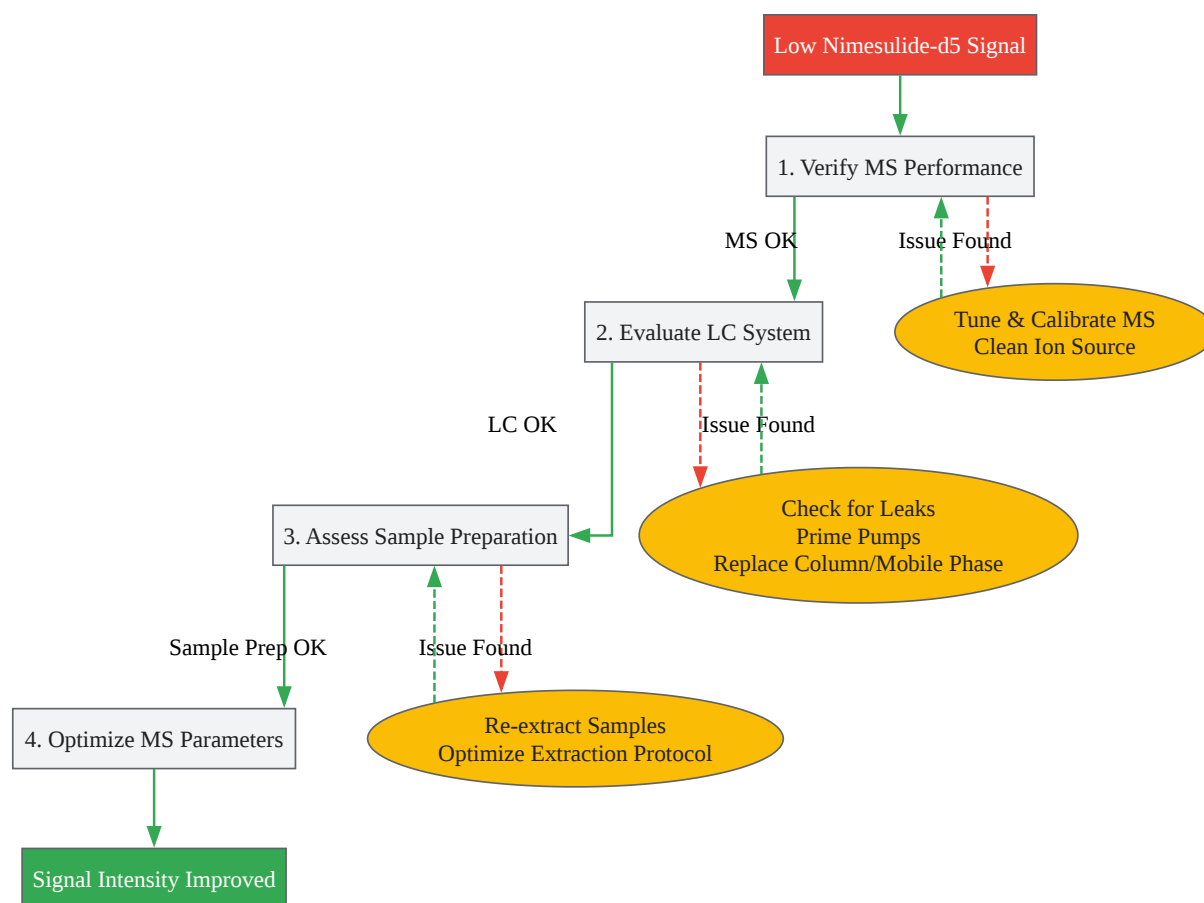 Low Nimesulide-d5 Signal
1. Verify MS Performance
MS OK
Issue Found
Tune & Calibrate MS
Clean Ion Source
2. Evaluate LC System
LC OK
Issue Found
Check for Leaks
Prime Pumps
Replace Column/Mobile Phase
3. Assess Sample Preparation
Sample Prep OK
Issue Found
Re-extract Samples
Optimize Extraction Protocol
4. Optimize MS Parameters
Signal Intensity Improved